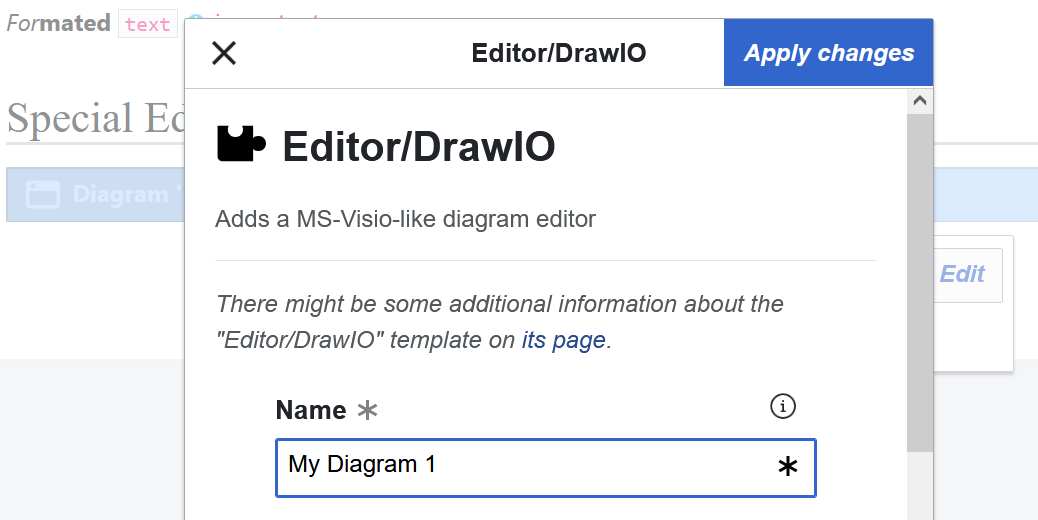 Formated text
Editor/DrawIO
Apply changes
Special Ed
Editor/DrawIO
Diagram "
Adds a MS-Visio-like diagram editor
Edit
There might be some additional information about the
"Editor/DrawIO" template on its page.
Name *
My Diagram 1 *